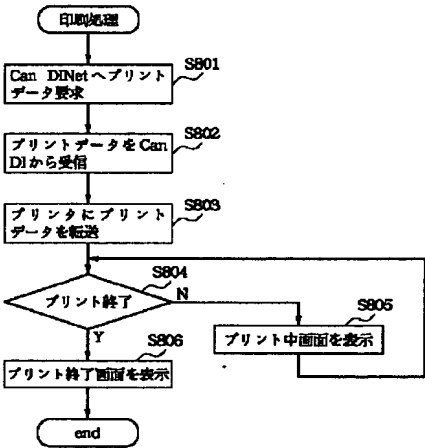 印刷処理
S801
Can DINetへプリント
データ要求
S802
プリントデータをCan
DIから受信
S803
プリンタにプリント
データを転送
S804
プリント終了
N
S805
プリント中画面を表示
Y
S806
プリント終了画面を表示
end